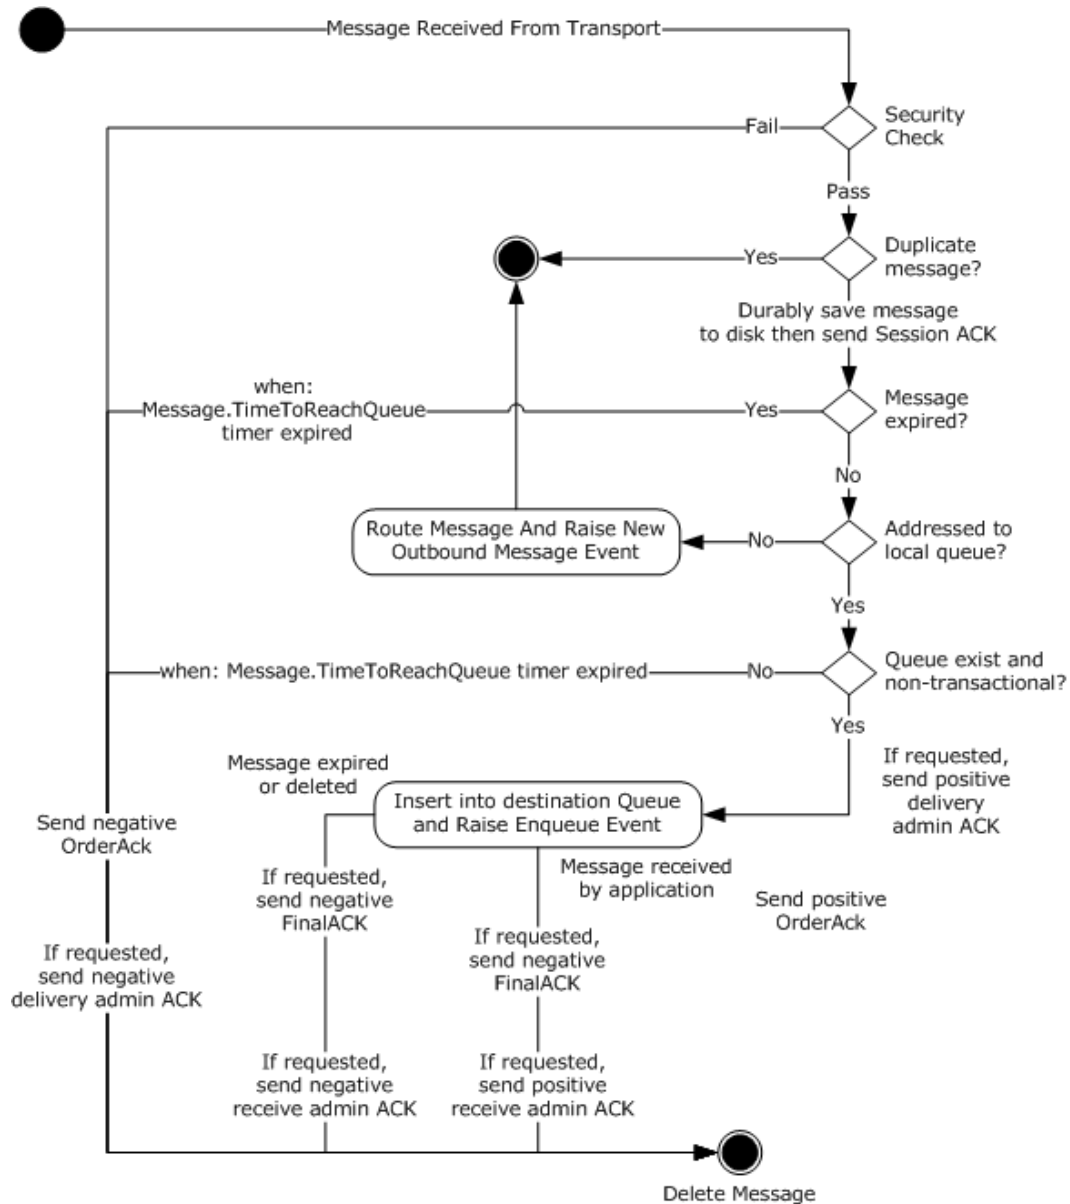 Message Received From Transport
Fail
Security
Check
Pass
Yes
Duplicate
message?
Durably save message
to disk then send Session ACK
when:
Message.TimeToReachQueue
timer expired
Yes
Message
expired?
No
Route Message And Raise New
Outbound Message Event
No
Addressed to
local queue?
Yes
when: Message.TimeToReachQueue timer expired
No
Queue exist and
non-transactional?
Yes
If requested,
send positive
delivery
admin ACK
Message expired
or deleted
Insert into destination Queue
and Raise Enqueue Event
Send negative
OrderAck
If requested,
send negative
FinalACK
Message received
by application
Send positive
OrderAck
If requested,
send negative
delivery admin ACK
If requested,
send negative
FinalACK
If requested,
send negative
receive admin ACK
If requested,
send positive
receive admin ACK
Delete Message